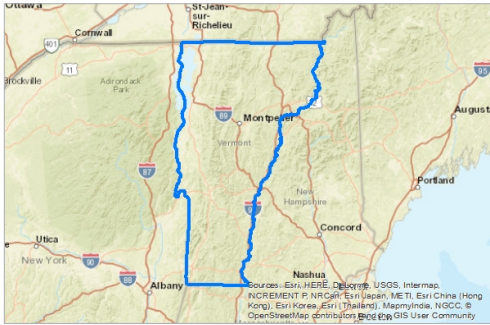 Ottawa
St-Jean-
sur-
Richelieu
Cornwall
401
11
Brockville
Adirondack
Park
95
89
Montpelier
2
Vermont
August
87
Portland
New
Hampshire
Concord
Utica
New York
90
88
Albany
Nashua
Sources: Esri, HERE, DeLorme, USGS, Intermap,
INCREMENT P, NRCan, Esri Japan, METI, Esri China (Hong
Kong), Esri Korea, Esri (Thailand), MapmyIndia, NGCC, ©
OpenStreetMap contributors, and the GIS User Community